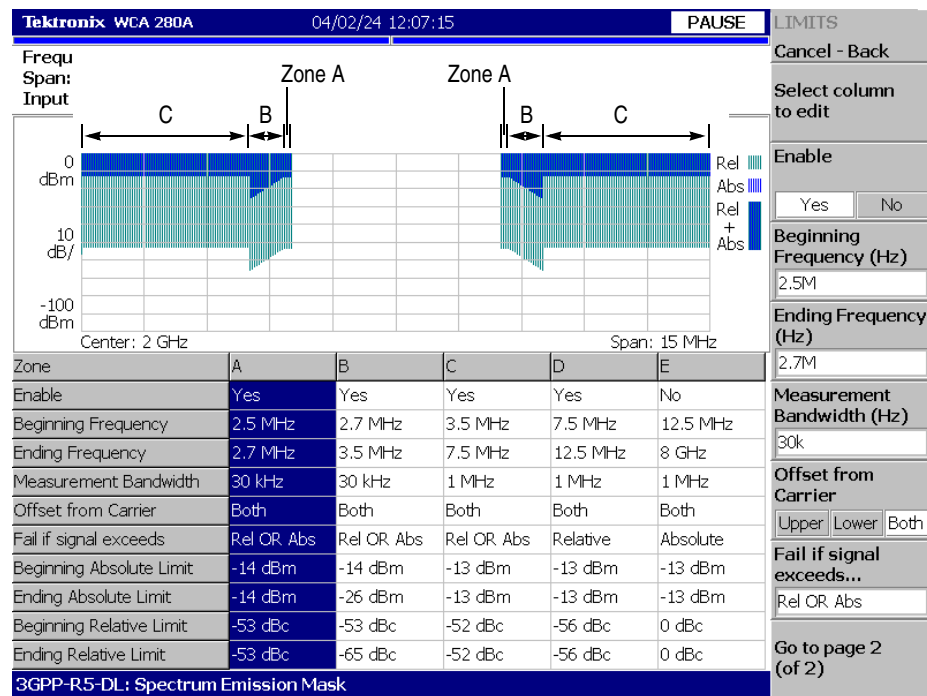 Tektronix WCA 280A 04/02/24 12:07:15 PAUSE
Frequ
Span:
Input
Zone A Zone A
C B B C
0
dBm
10
dB/
-100
dBm
Rel
Abs
Rel
+
Abs
Center: 2 GHz Span: 15 MHz
Zone A B C D E
Enable Yes Yes Yes Yes No
Beginning Frequency 2.5 MHz 2.7 MHz 3.5 MHz 7.5 MHz 12.5 MHz
Ending Frequency 2.7 MHz 3.5 MHz 7.5 MHz 12.5 MHz 8 GHz
Measurement Bandwidth 30 kHz 30 kHz 1 MHz 1 MHz 1 MHz
Offset from Carrier Both Both Both Both Both
Fail if signal exceeds Rel OR Abs Rel OR Abs Rel OR Abs Relative Absolute
Beginning Absolute Limit -14 dBm -14 dBm -13 dBm -13 dBm -13 dBm
Ending Absolute Limit -14 dBm -26 dBm -13 dBm -13 dBm -13 dBm
Beginning Relative Limit -53 dBc -53 dBc -52 dBc -56 dBc 0 dBc
Ending Relative Limit -53 dBc -65 dBc -52 dBc -56 dBc 0 dBc
3GPP-R5-DL: Spectrum Emission Mask
LIMITS
Cancel - Back
Select column
to edit
Enable
Yes No
Beginning
Frequency (Hz)
2.5M
Ending Frequency
(Hz)
2.7M
Measurement
Bandwidth (Hz)
30k
Offset from
Carrier
Upper Lower Both
Fail if signal
exceeds...
Rel OR Abs
Go to page 2
(of 2)